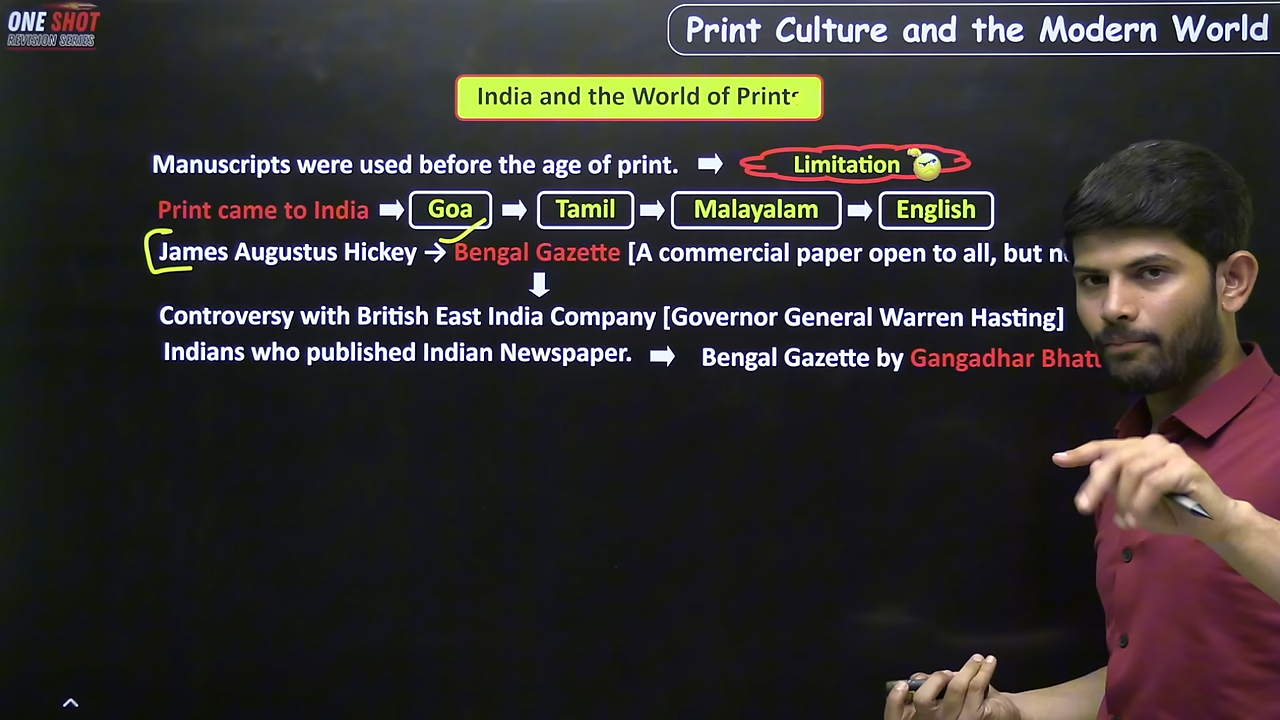 ONE SHOT
REVISION SERIES
Print Culture and the Modern World
India and the World of Prints
Manuscripts were used before the age of print. Limitation
Print came to India Goa Tamil Malayalam English
James Augustus Hickey → Bengal Gazette [A commercial paper open to all, but
Controversy with British East India Company [Governor General Warren Hasting]
Indians who published Indian Newspaper. Bengal Gazette by Gangadhar